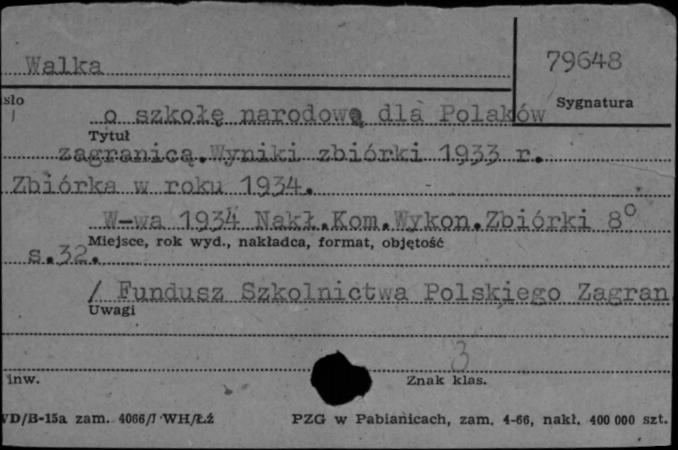 Walka
79648
sło
Sygnatura
o szkołę narodową dla Polaków
Tytuł
zagranicą.Wyniki zbiórki 1933 r.
Zbiórka w roku 1934.
W-wa 1934 Nakł.Kom.Wykon.Zbiórki 8°
Miejsce, rok wyd., nakładca, format, objętość
s.32.
/ Fundusz Szkolnictwa Polskiego Zagran
Uwagi
3
inw.
Znak klas.
VD/B-15a zam. 4066/I WH/Łź
PZG w Pabianicach, zam. 4-66, nakł. 400 000 szt.